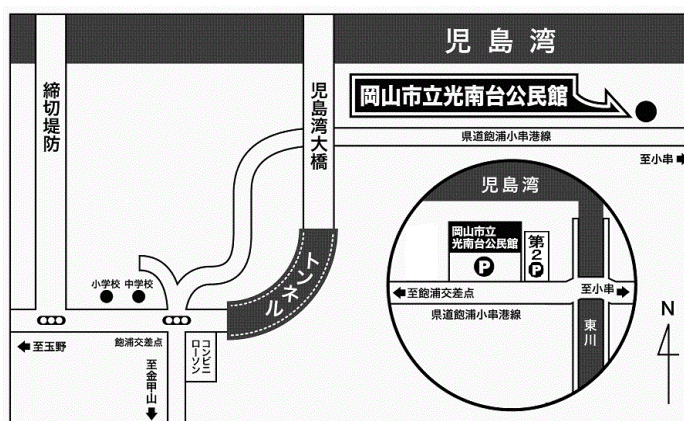 児島湾
締切堤防
児島湾大橋
岡山市立光南台公民館
県道飽浦小串港線
至小串
児島湾
岡山市立
光南台公民館
P
第2
P
至飽浦交差点
至小串
県道飽浦小串港線
東川
N
トンネル
小学校
中学校
至玉野
飽浦交差点
コンビニ
ローソン
至金甲山